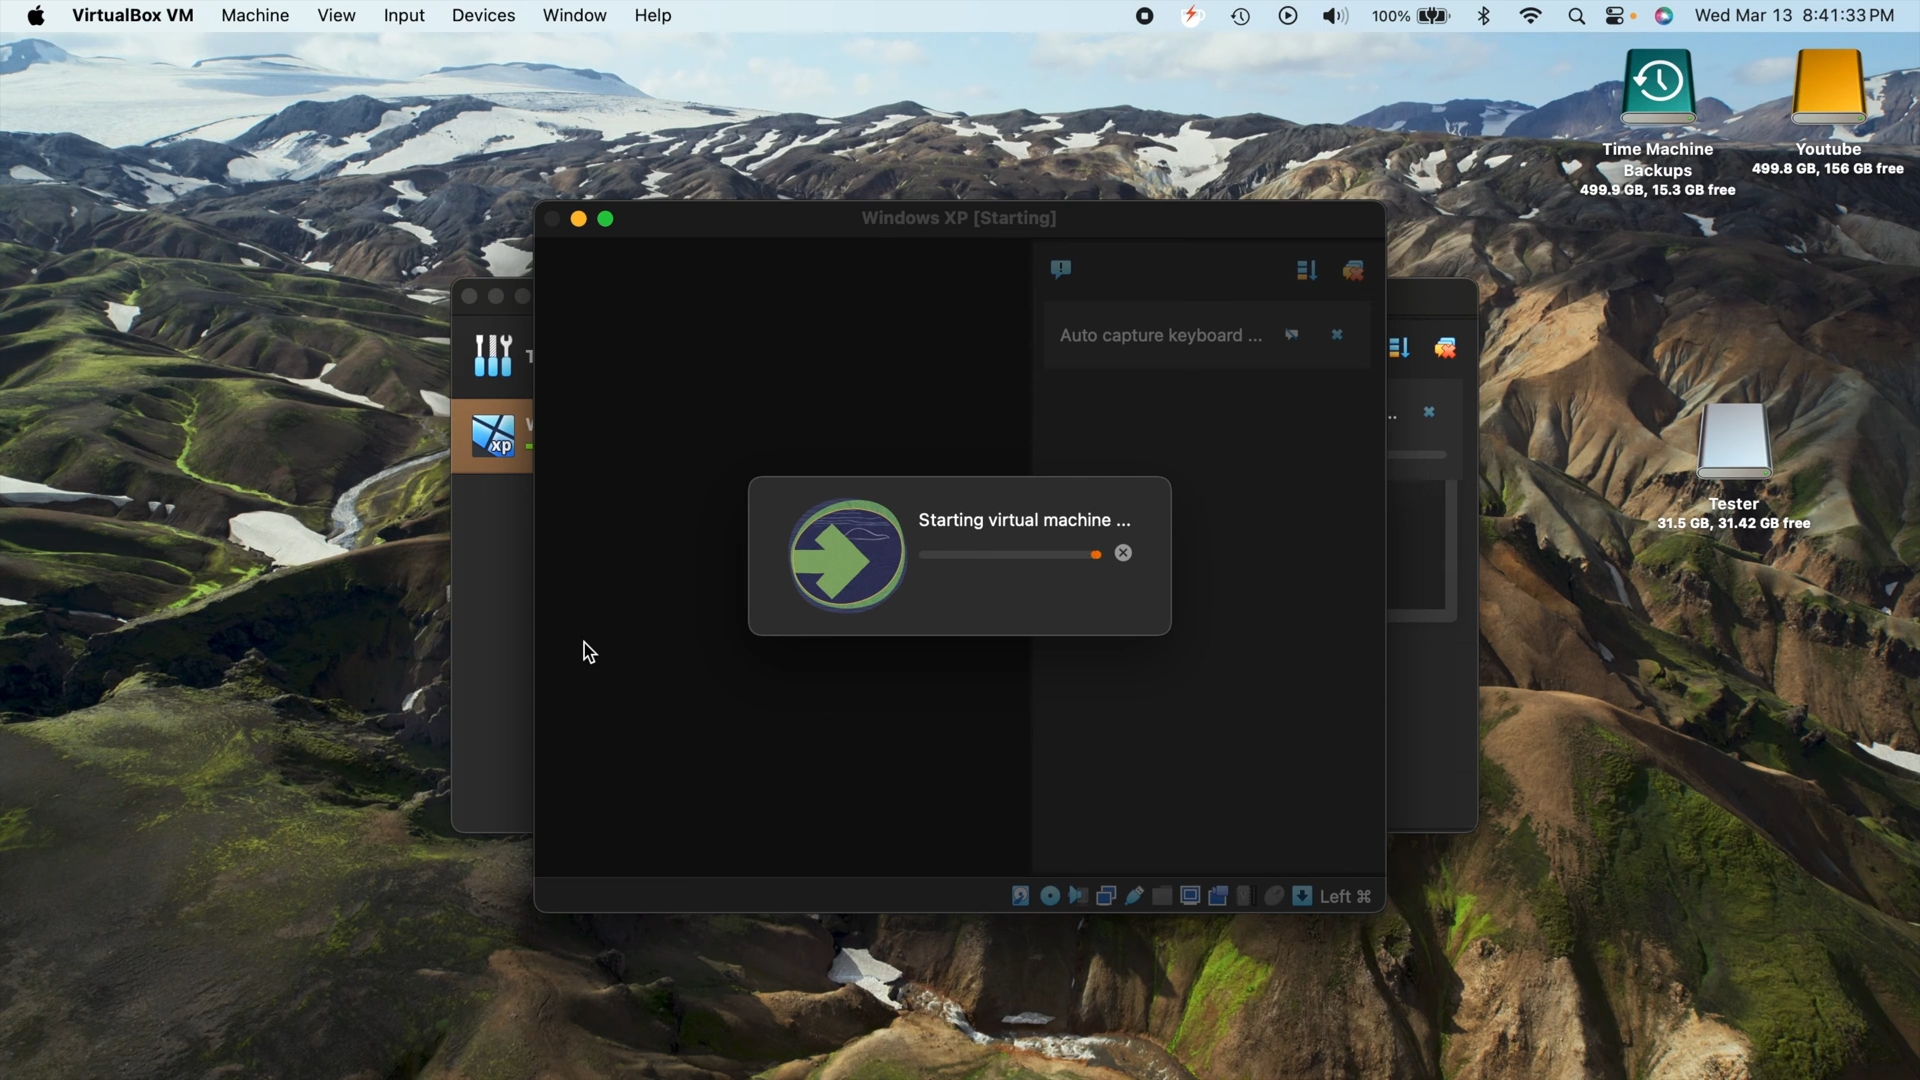 VirtualBox VM Machine View Input Devices Window Help 100% Wed Mar 13 8:41:33 PM
Time Machine
Backups
499.9 GB, 15.3 GB free
Youtube
499.8 GB, 156 GB free
Windows XP [Starting]
Auto capture keyboard ...
xp
Starting virtual machine ...
Tester
31.5 GB, 31.42 GB free
Left ⌘